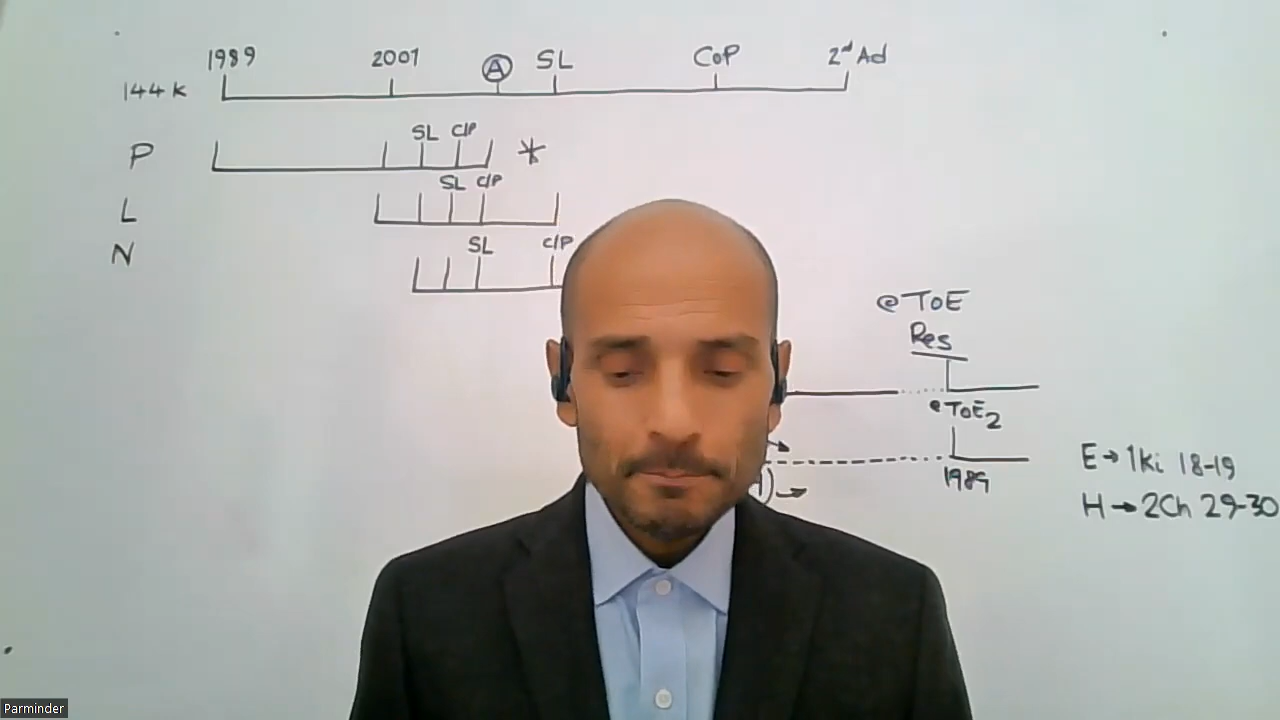 1989 2001 Ⓐ SL CoP 2nd Ad
144k
SL C/P
P *
SL C/P
L
SL C/P
N
@ToE
Res
@ToE2
E→1Ki 18-19
1989
H→2Ch 29-30
Parminder